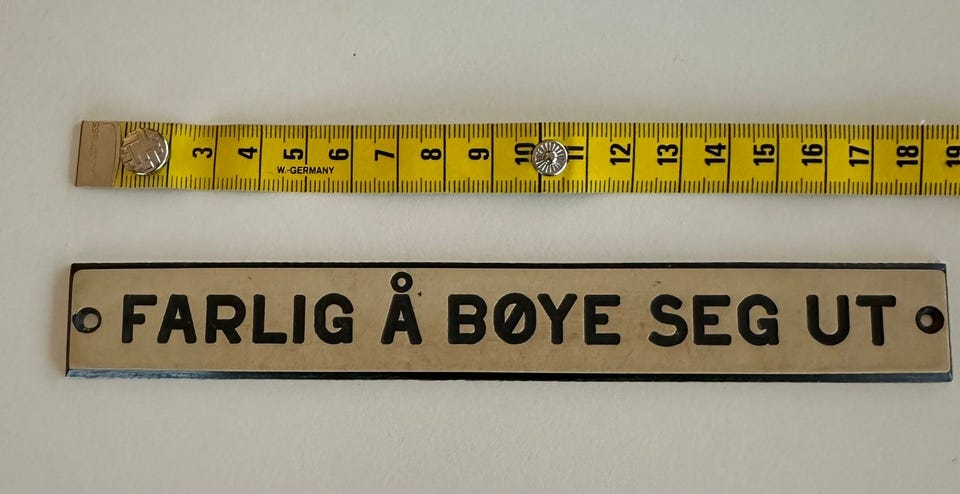 3 4 5 6 7 8 9 10 11 12 13 14 15 16 17 18 19
W.-GERMANY
FARLIG Å BØYE SEG UT